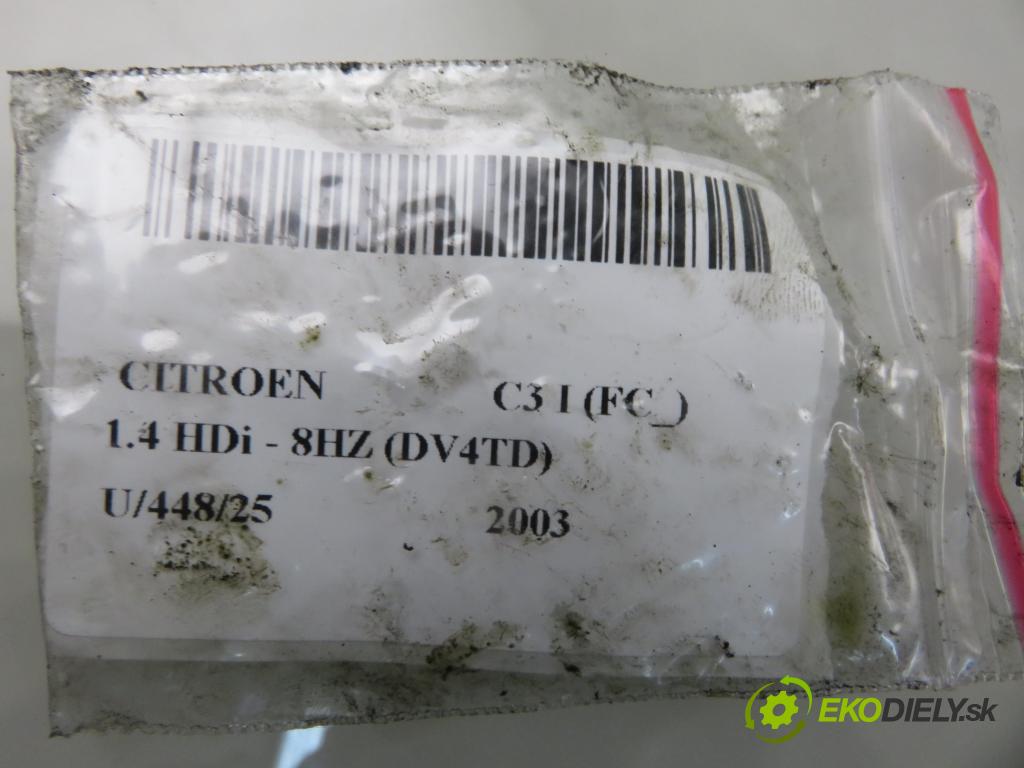 CITROEN C3 I (FC_)
1.4 HDi - 8HZ (DV4TD)
U/448/25 2003
EKODIELY.sk